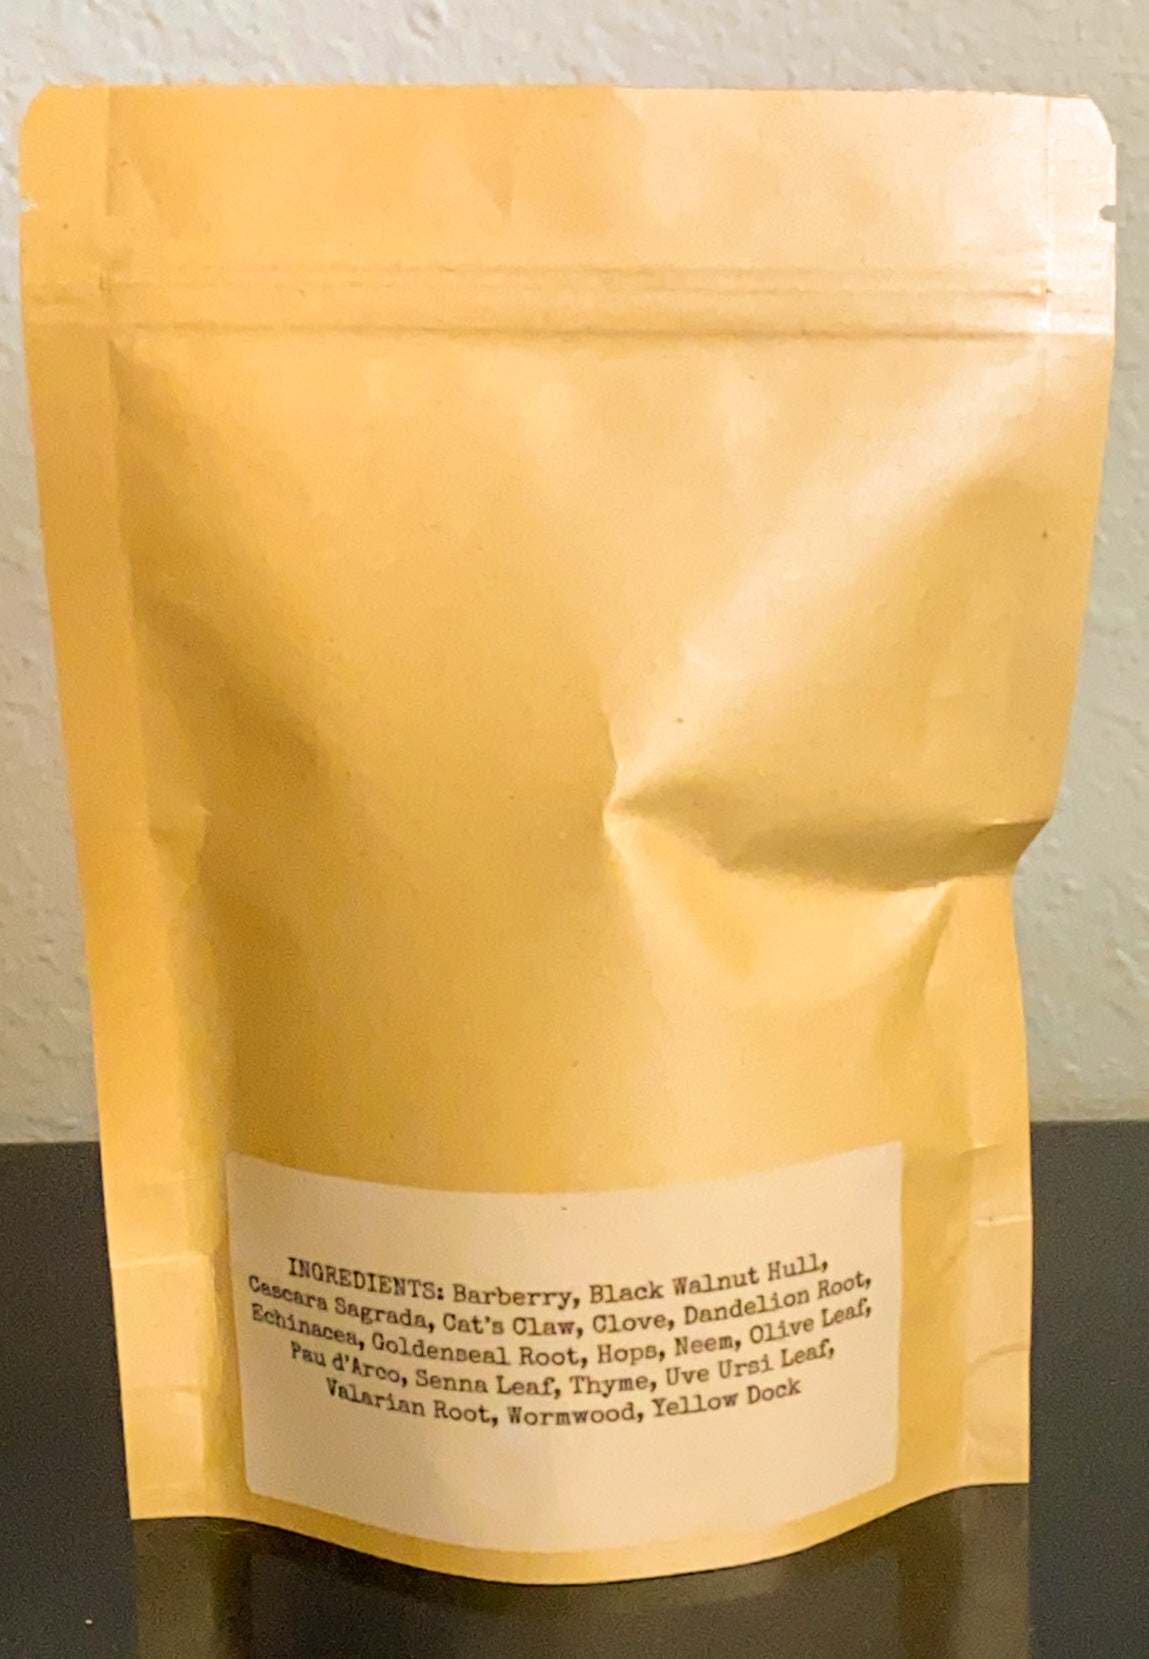 INGREDIENTS: Barberry, Black Walnut Hull,
Cascara Sagrada, Cat's Claw, Clove, Dandelion Root,
Echinacea, Goldenseal Root, Hops, Neem, Olive Leaf,
Pau d'Arco, Senna Leaf, Thyme, Uve Ursi Leaf,
Valarian Root, Wormwood, Yellow Dock